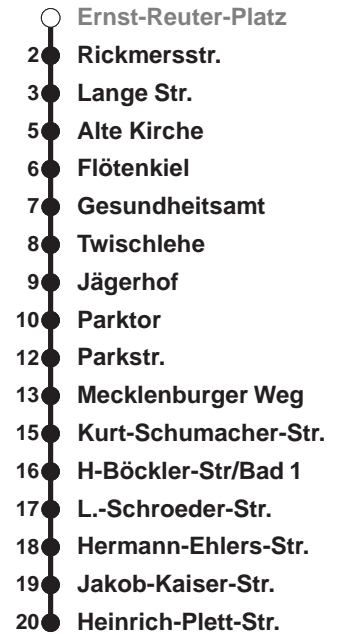 Ernst-Reuter-Platz
2 Rickmersstr.
3 Lange Str.
5 Alte Kirche
6 Flötenkiel
7 Gesundheitsamt
8 Twischlehe
9 Jägerhof
10 Parktor
12 Parkstr.
13 Mecklenburger Weg
15 Kurt-Schumacher-Str.
16 H-Böckler-Str/Bad 1
17 L.-Schroeder-Str.
18 Hermann-Ehlers-Str.
19 Jakob-Kaiser-Str.
20 Heinrich-Plett-Str.